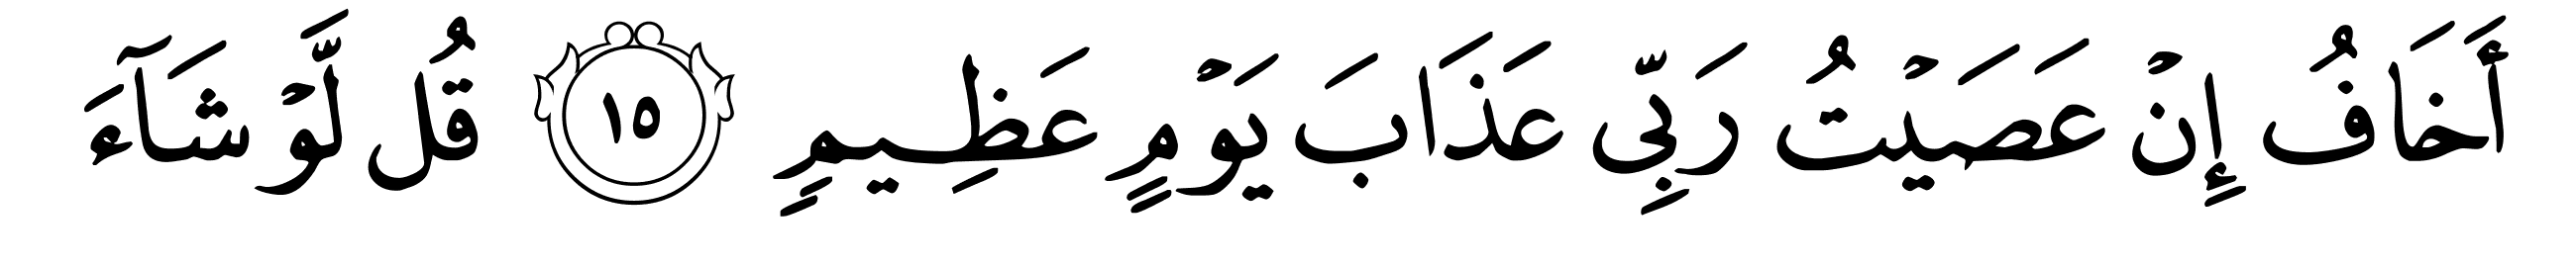 أَخَافُ إِنْ عَصَيْتُ رَبِّي عَذَابَ يَوْمٍ عَظِيمٍ ١٥ قُل لَّوْ شَآءَ